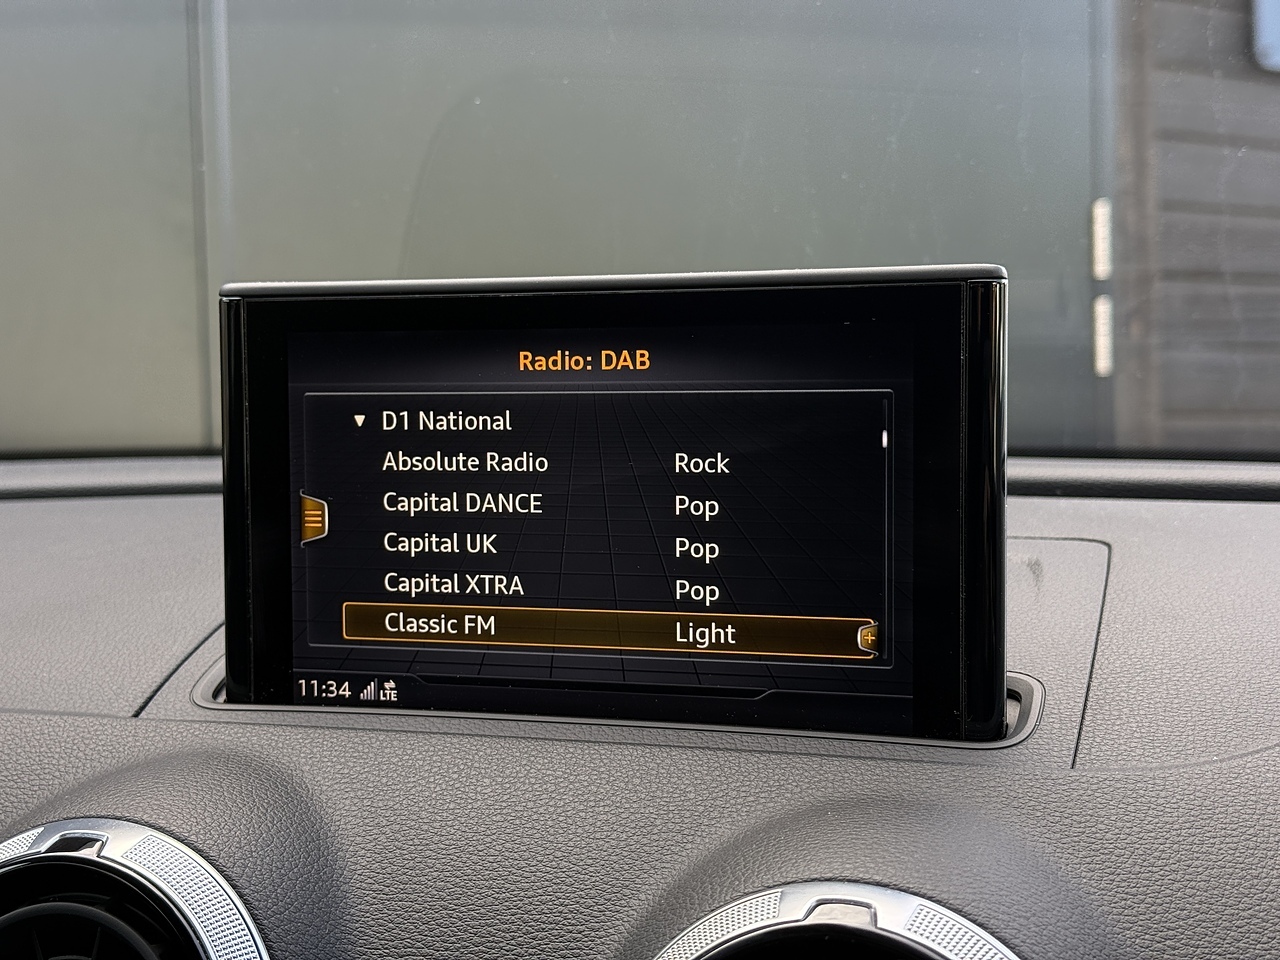 Radio: DAB
▼ D1 National
Absolute Radio Rock
Capital DANCE Pop
Capital UK Pop
Capital XTRA Pop
Classic FM Light +
11:34 LTE